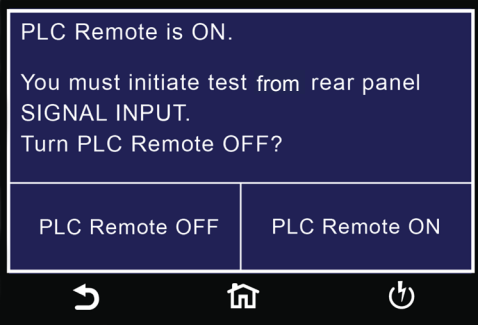 PLC Remote is ON.
You must initiate test from rear panel
SIGNAL INPUT.
Turn PLC Remote OFF?
PLC Remote OFF
PLC Remote ON